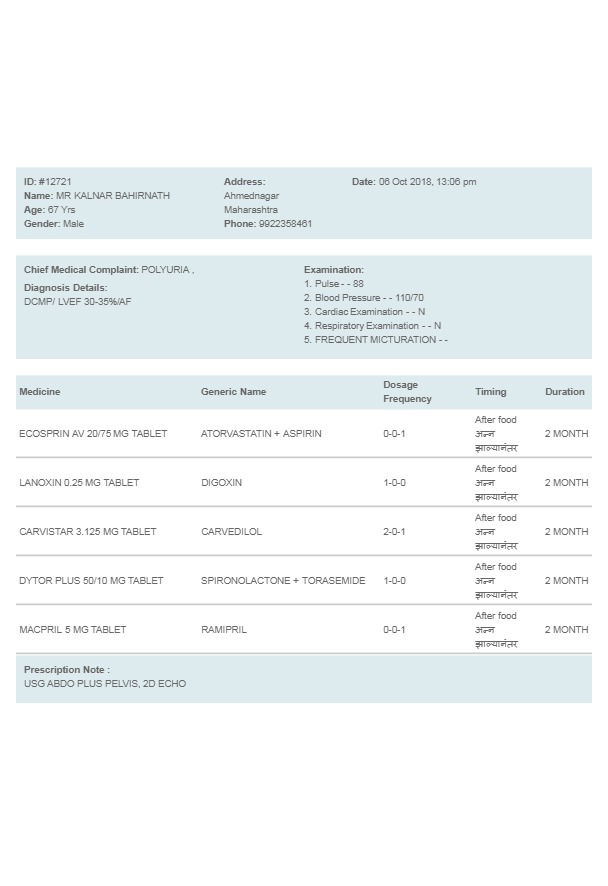 ID: #12721
Name: MR KALNAR BAHIRNATH
Age: 67 Yrs
Gender: Male
Address:
Ahmednagar
Maharashtra
Phone: 9922358461
Date: 06 Oct 2018, 13:06 pm
Chief Medical Complaint: POLYURIA ,
Diagnosis Details:
DCMP/ LVEF 30-35%/AF
Examination:
1. Pulse - - 88
2. Blood Pressure - - 110/70
3. Cardiac Examination - - N
4. Respiratory Examination - - N
5. FREQUENT MICTURATION - -
Medicine Generic Name Dosage Frequency Timing Duration
ECOSPRIN AV 20/75 MG TABLET ATORVASTATIN + ASPIRIN 0-0-1 After food अन्न झाल्यानंतर 2 MONTH
LANOXIN 0.25 MG TABLET DIGOXIN 1-0-0 After food अन्न झाल्यानंतर 2 MONTH
CARVISTAR 3.125 MG TABLET CARVEDILOL 2-0-1 After food अन्न झाल्यानंतर 2 MONTH
DYTOR PLUS 50/10 MG TABLET SPIRONOLACTONE + TORASEMIDE 1-0-0 After food अन्न झाल्यानंतर 2 MONTH
MACPRIL 5 MG TABLET RAMIPRIL 0-0-1 After food अन्न झाल्यानंतर 2 MONTH
Prescription Note :
USG ABDO PLUS PELVIS, 2D ECHO